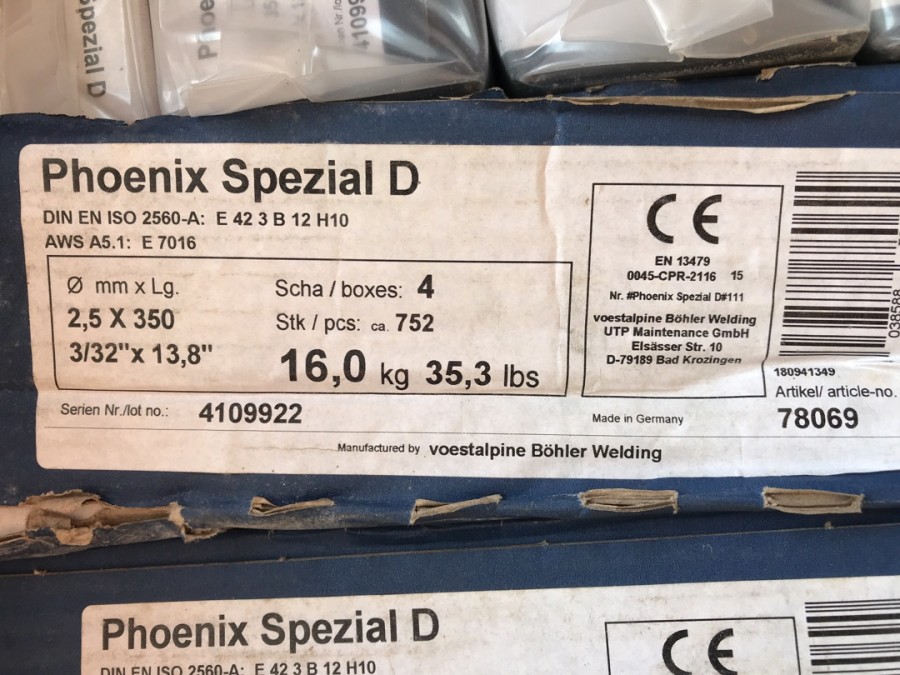 Spezial D
Phoe
4109
Phoenix Spezial D
DIN EN ISO 2560-A: E 42 3 B 12 H10
AWS A5.1: E 7016
Ø mm x Lg.
2,5 X 350
3/32"x 13,8"
Scha / boxes: 4
Stk / pcs: ca. 752
16,0 kg 35,3 lbs
CE
EN 13479
0045-CPR-2116 15
Nr. #Phoenix Spezial D#111
voestalpine Böhler Welding
UTP Maintenance GmbH
Elsässer Str. 10
D-79189 Bad Krozingen
038588
180941349
Artikel/ article-no.
78069
Serien Nr./lot no.: 4109922
Made in Germany
Manufactured by voestalpine Böhler Welding
Phoenix Spezial D
DIN EN ISO 2560-A: E 42 3 B 12 H10
CE